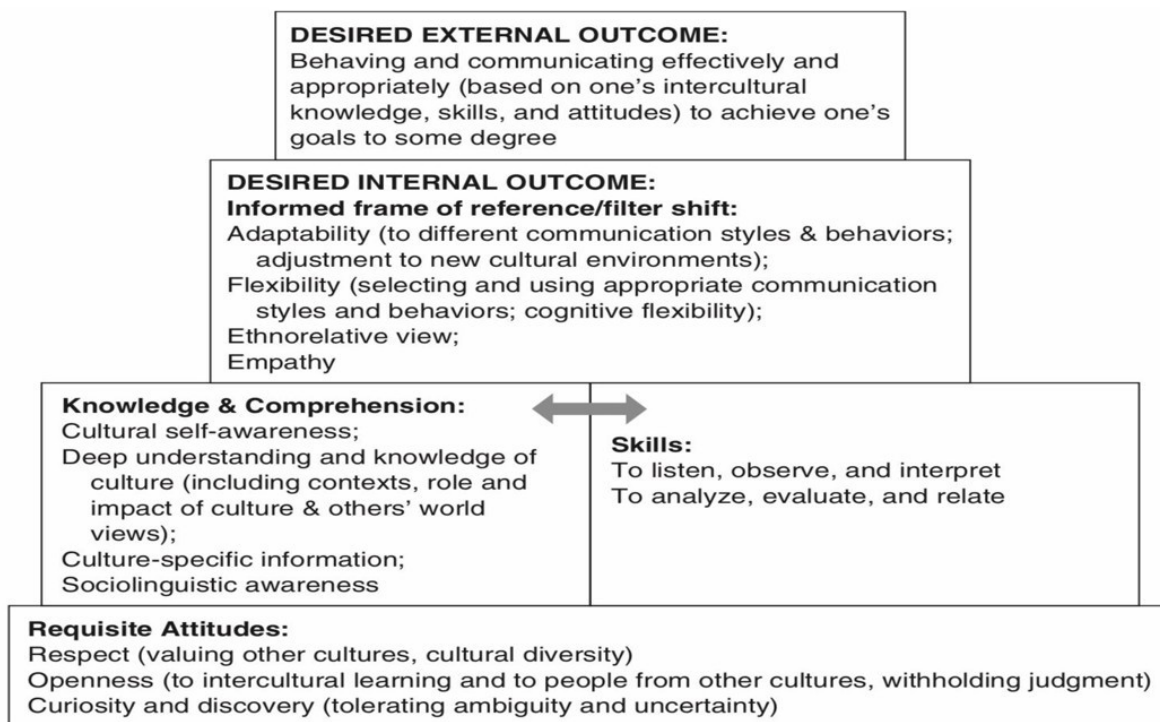 DESIRED EXTERNAL OUTCOME:
Behaving and communicating effectively and
appropriately (based on one's intercultural
knowledge, skills, and attitudes) to achieve one's
goals to some degree
DESIRED INTERNAL OUTCOME:
Informed frame of reference/filter shift:
Adaptability (to different communication styles & behaviors;
adjustment to new cultural environments);
Flexibility (selecting and using appropriate communication
styles and behaviors; cognitive flexibility);
Ethnorelative view;
Empathy
Knowledge & Comprehension:
Cultural self-awareness;
Deep understanding and knowledge of
culture (including contexts, role and
impact of culture & others' world
views);
Culture-specific information;
Sociolinguistic awareness
Skills:
To listen, observe, and interpret
To analyze, evaluate, and relate
Requisite Attitudes:
Respect (valuing other cultures, cultural diversity)
Openness (to intercultural learning and to people from other cultures, withholding judgment)
Curiosity and discovery (tolerating ambiguity and uncertainty)